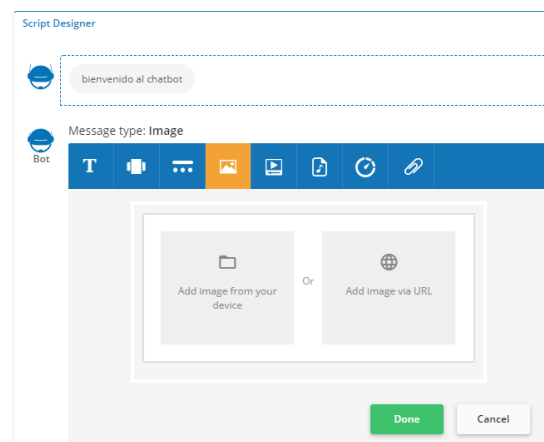 Script Designer
bienvenido al chatbot
Message type: Image
Bot
T
Add image from your
device
Or
Add image via URL
Done
Cancel